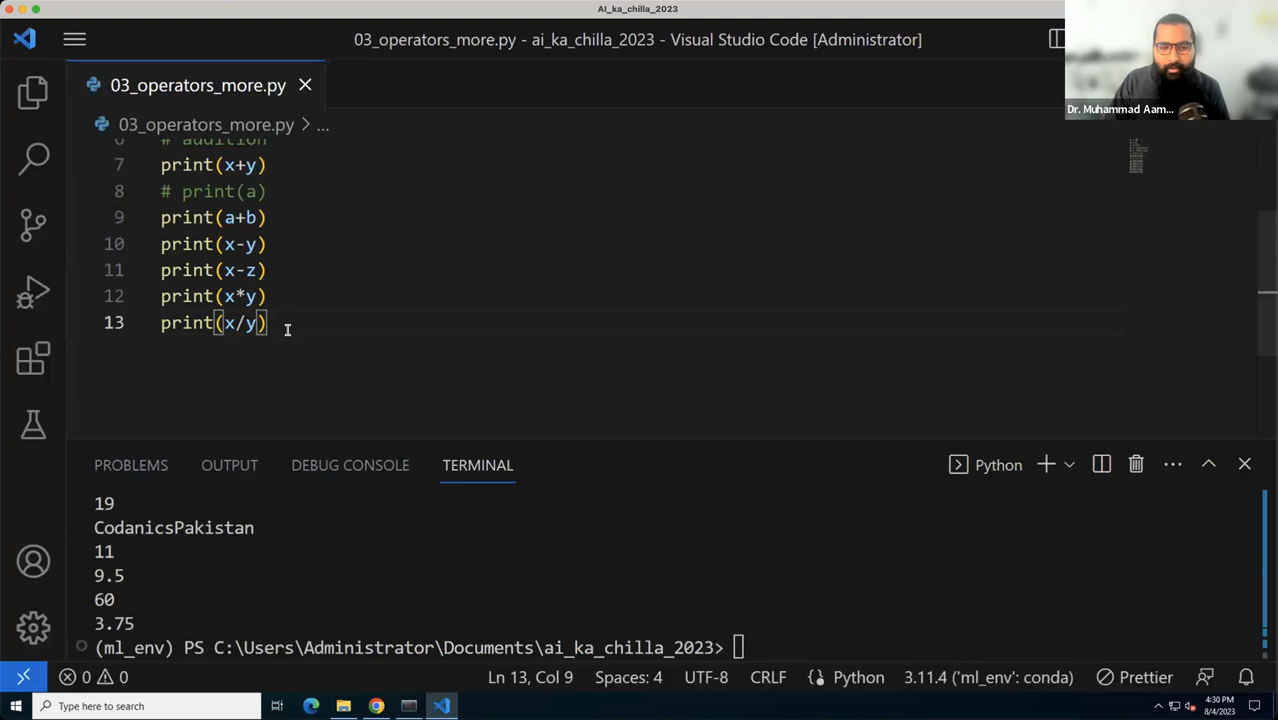 AI_ka_chilla_2023
03_operators_more.py - ai_ka_chilla_2023 - Visual Studio Code [Administrator]
Dr. Muhammad Aam...
03_operators_more.py
03_operators_more.py > ...
6 # addition
7 print(x+y)
8 # print(a)
9 print(a+b)
10 print(x-y)
11 print(x-z)
12 print(x*y)
13 print(x/y)
PROBLEMS OUTPUT DEBUG CONSOLE TERMINAL Python
19
CodanicsPakistan
11
9.5
60
3.75
(ml_env) PS C:\Users\Administrator\Documents\ai_ka_chilla_2023>
0 0 Ln 13, Col 9 Spaces: 4 UTF-8 CRLF Python 3.11.4 ('ml_env': conda) Prettier
Type here to search
4:30 PM
8/4/2023